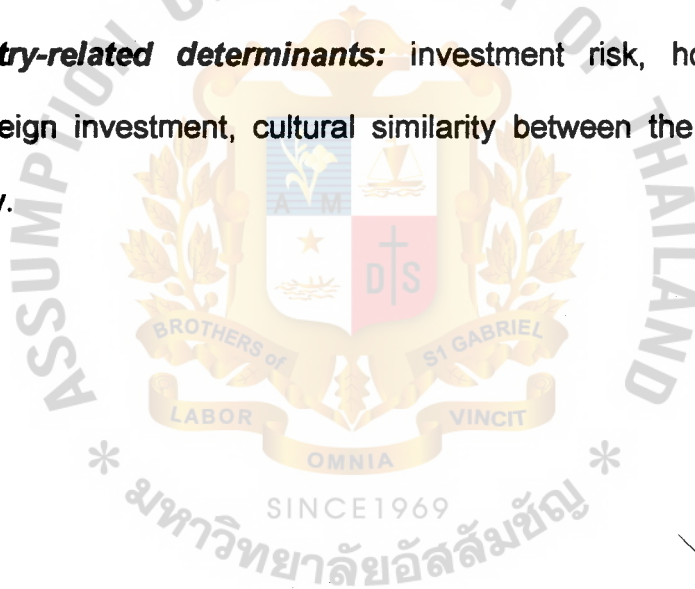 try-related determinants: investment risk, ho
eign investment, cultural similarity between the
y.
ASSUMPTION U OF THAILAND
A M
D S
BROTHERS of ST GABRIEL
LABOR VINCIT
OMNIA
* SINCE1969 *
มหาวิทยาลัยอัสสัมชัญ